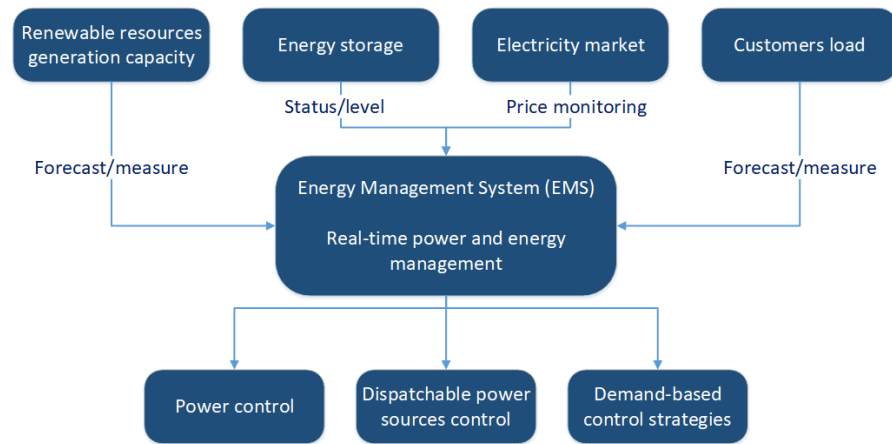 Renewable resources
generation capacity
Energy storage
Electricity market
Customers load
Status/level
Price monitoring
Forecast/measure
Forecast/measure
Energy Management System (EMS)
Real-time power and energy
management
Power control
Dispatchable power
sources control
Demand-based
control strategies